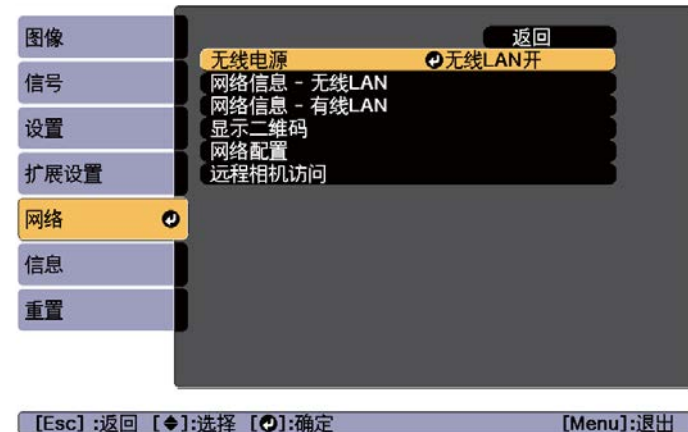 图像
信号
设置
扩展设置
网络
信息
重置
返回
无线电源 无线LAN开
网络信息 - 无线LAN
网络信息 - 有线LAN
显示二维码
网络配置
远程相机访问
[Esc] :返回 [◆]:选择 [↵]:确定 [Menu]:退出